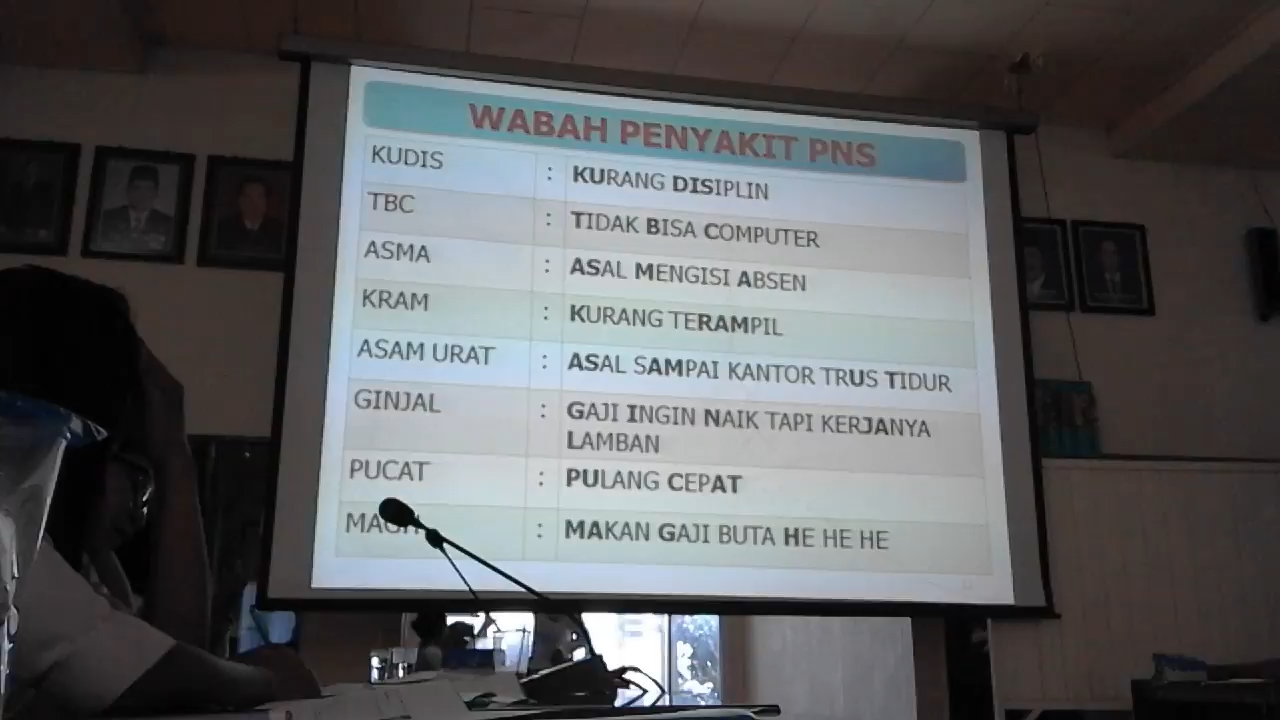 WABAH PENYAKIT PNS
KUDIS : KURANG DISIPLIN
TBC : TIDAK BISA COMPUTER
ASMA : ASAL MENGISI ABSEN
KRAM : KURANG TERAMPIL
ASAM URAT : ASAL SAMPAI KANTOR TRUS TIDUR
GINJAL : GAJI INGIN NAIK TAPI KERJANYA
LAMBAN
PUCAT : PULANG CEPAT
MAGH : MAKAN GAJI BUTA HE HE HE